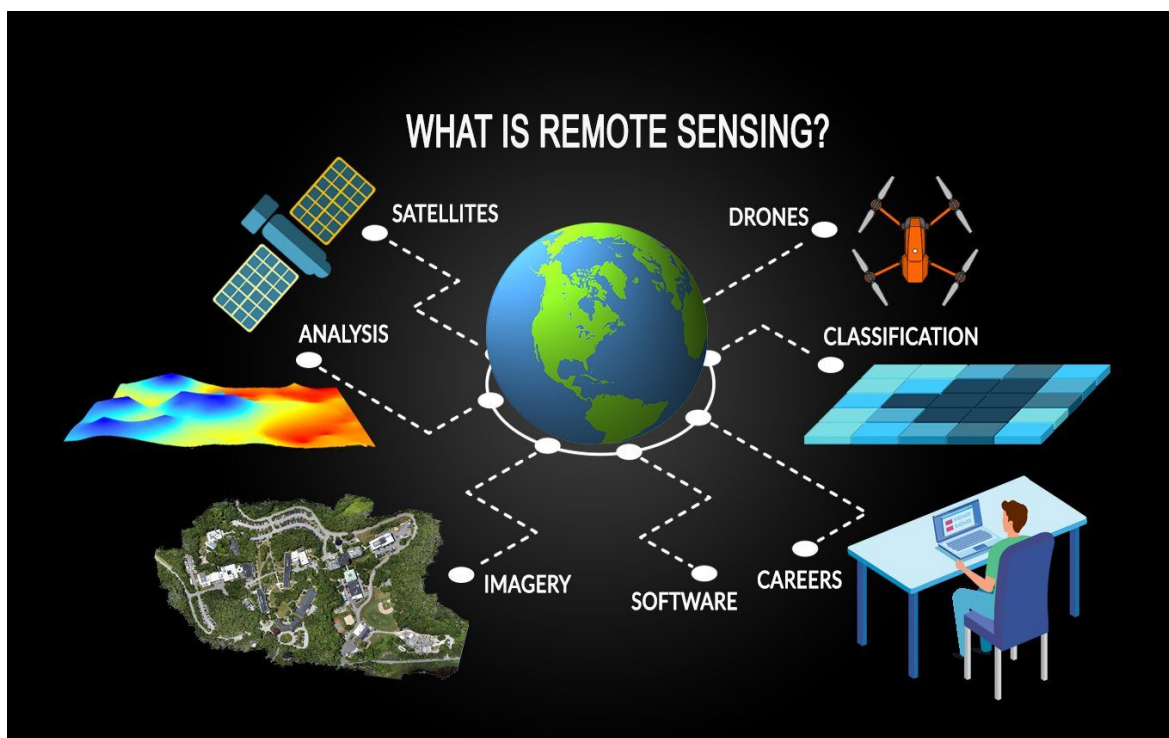 WHAT IS REMOTE SENSING?
SATELLITES
DRONES
ANALYSIS
CLASSIFICATION
IMAGERY
SOFTWARE
CAREERS